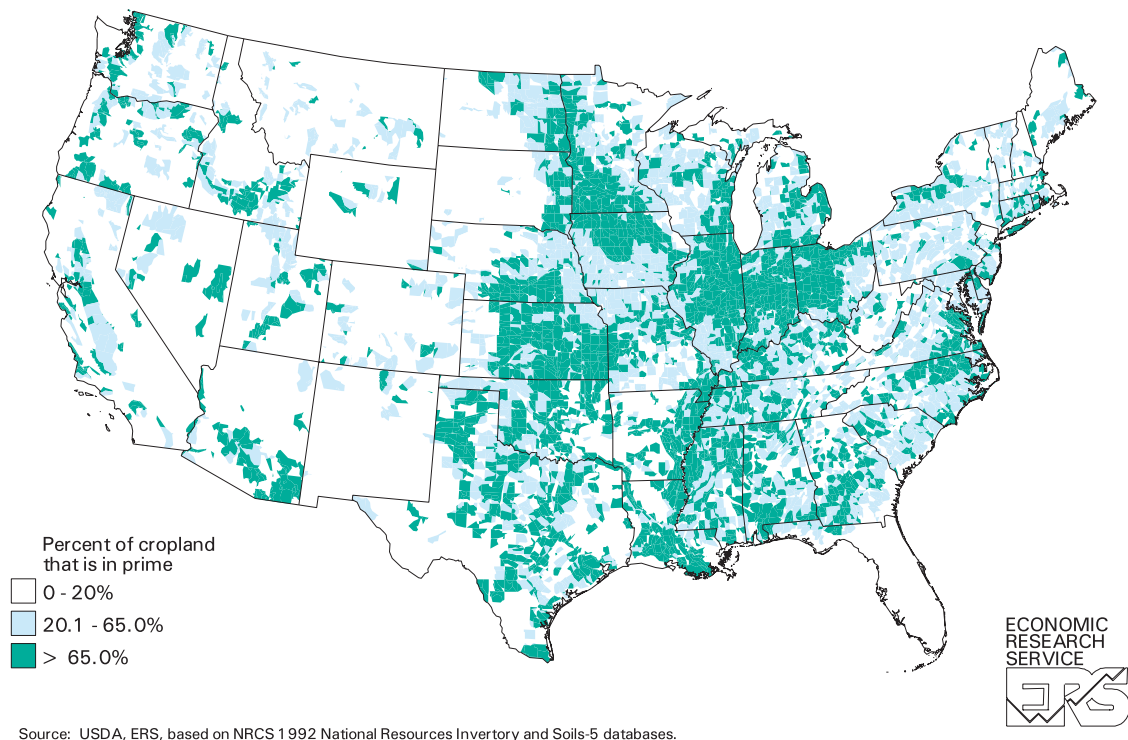 Percent of cropland
that is in prime
0 - 20%
20.1 - 65.0%
> 65.0%
ECONOMIC
RESEARCH
SERVICE
ERS
Source: USDA, ERS, based on NRCS 1992 National Resources Invertory and Soils-5 databases.